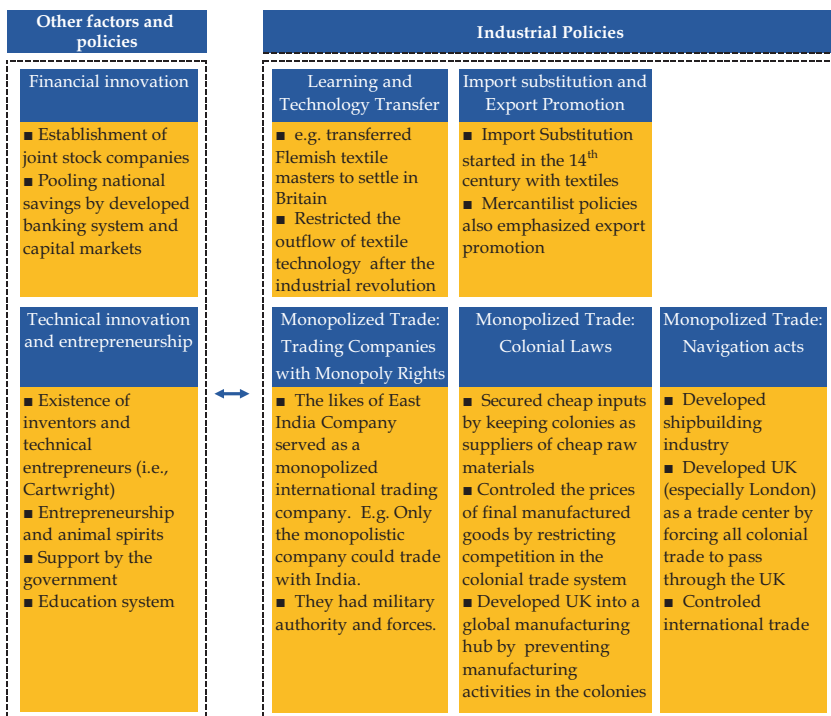 Other factors and
policies
Industrial Policies
Financial innovation
■ Establishment of
joint stock companies
■ Pooling national
savings by developed
banking system and
capital markets
Learning and
Technology Transfer
■ e.g. transferred
Flemish textile
masters to settle in
Britain
■ Restricted the
outflow of textile
technology after the
industrial revolution
Import substitution and
Export Promotion
■ Import Substitution
started in the 14th
century with textiles
■ Mercantilist policies
also emphasized export
promotion
Technical innovation
and entrepreneurship
■ Existence of
inventors and
technical
entrepreneurs (i.e.,
Cartwright)
■ Entrepreneurship
and animal spirits
■ Support by the
government
■ Education system
Monopolized Trade:
Trading Companies
with Monopoly Rights
■ The likes of East
India Company
served as a
monopolized
international trading
company. E.g. Only
the monopolistic
company could trade
with India.
■ They had military
authority and forces.
Monopolized Trade:
Colonial Laws
■ Secured cheap inputs
by keeping colonies as
suppliers of cheap raw
materials
■ Controled the prices
of final manufactured
goods by restricting
competition in the
colonial trade system
■ Developed UK into a
global manufacturing
hub by preventing
manufacturing
activities in the colonies
Monopolized Trade:
Navigation acts
■ Developed
shipbuilding
industry
■ Developed UK
(especially London)
as a trade center by
forcing all colonial
trade to pass
through the UK
■ Controled
international trade